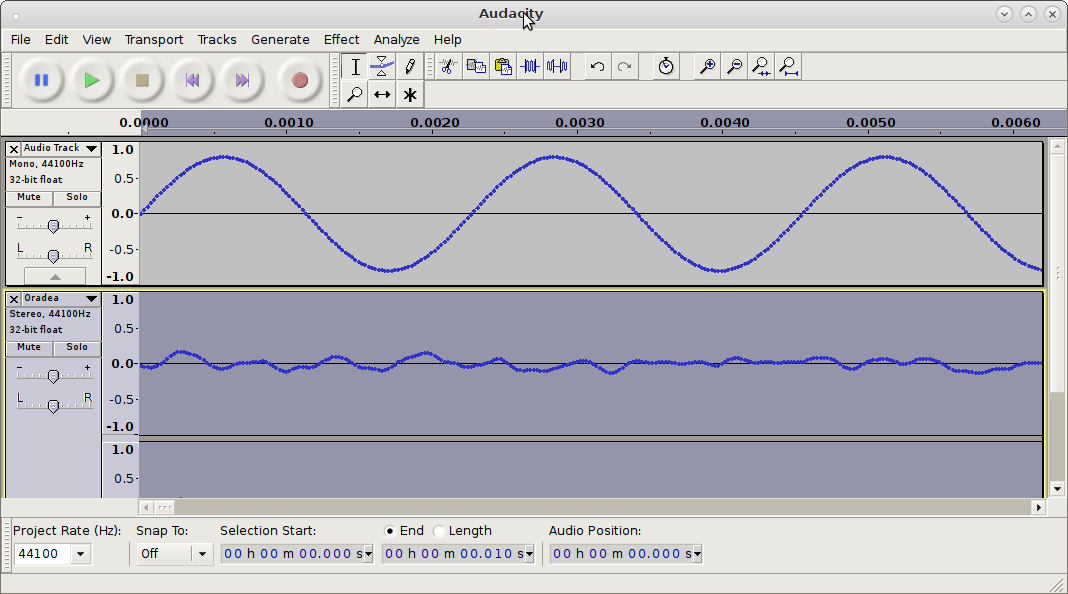 Audacity
File Edit View Transport Tracks Generate Effect Analyze Help
0.0000 0.0010 0.0020 0.0030 0.0040 0.0050 0.0060
Audio Track
Mono, 44100Hz
32-bit float
Mute Solo
- +
L R
1.0
0.5-
0.0-
-0.5-
-1.0
Oradea
Stereo, 44100Hz
32-bit float
Mute Solo
- +
L R
1.0
0.5-
0.0-
-0.5-
-1.0
1.0
0.5-
Project Rate (Hz): Snap To: Selection Start: End Length Audio Position:
44100 Off 00 h 00 m 00.000 s 00 h 00 m 00.010 s 00 h 00 m 00.000 s